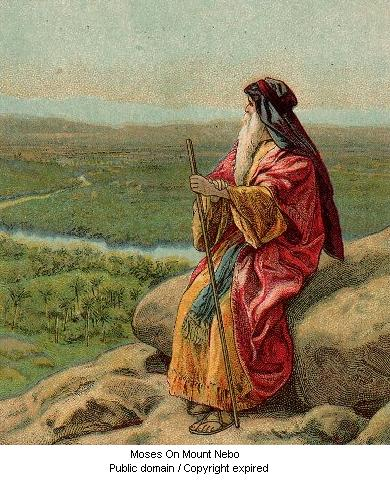 Moses On Mount Nebo
Public domain / Copyright expired